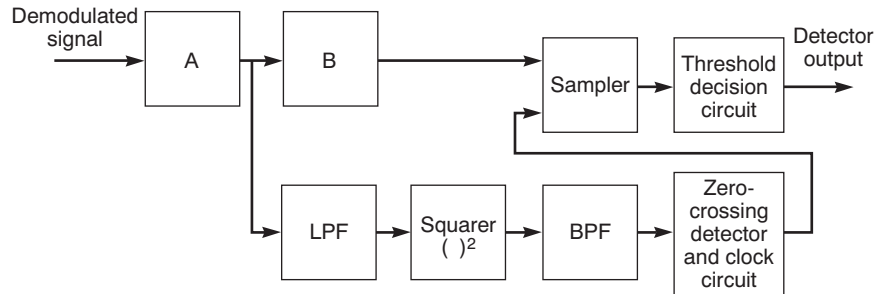 Demodulated
signal
A
B
Sampler
Threshold
decision
circuit
Detector
output
LPF
Squarer
( )²
BPF
Zero-
crossing
detector
and clock
circuit